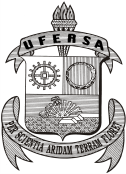 UFERSA
PER SCIENTIA ARIDAM TERRAM FLORET